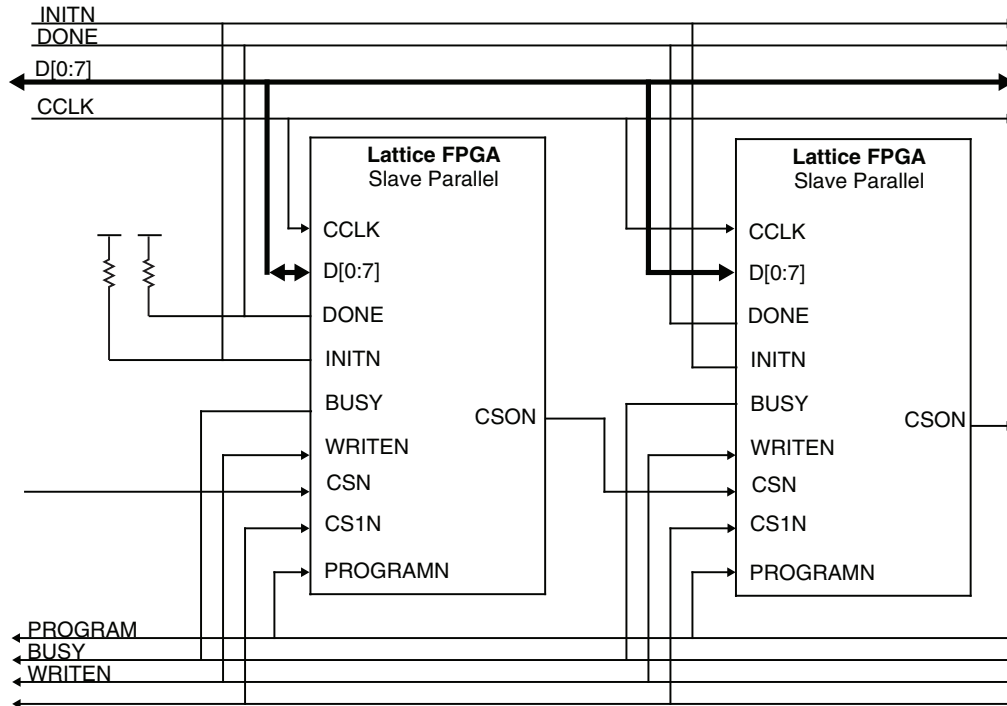 INITN
DONE
D[0:7]
CCLK
Lattice FPGA
Slave Parallel
CCLK
D[0:7]
DONE
INITN
BUSY
CSON
WRITEN
CSN
CS1N
PROGRAMN
Lattice FPGA
Slave Parallel
CCLK
D[0:7]
DONE
INITN
BUSY
CSON
WRITEN
CSN
CS1N
PROGRAMN
PROGRAM
BUSY
WRITEN